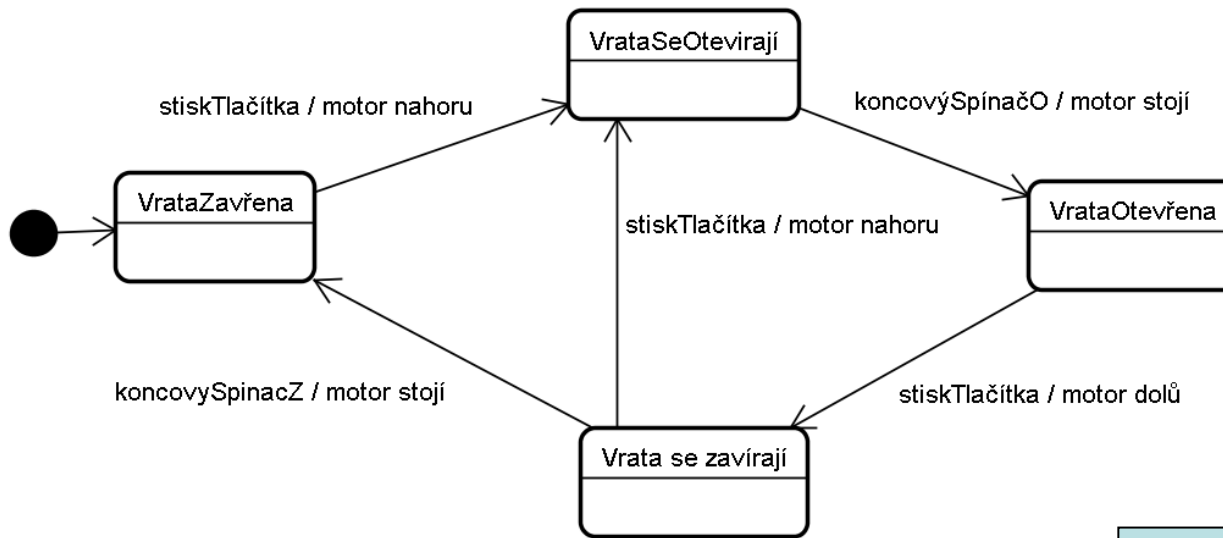 VrataSeOtevirají
stiskTlačítka / motor nahoru
koncovýSpínačO / motor stojí
VrataZavřena
VrataOtevřena
stiskTlačítka / motor nahoru
koncovySpinacZ / motor stojí
stiskTlačítka / motor dolů
Vrata se zavírají